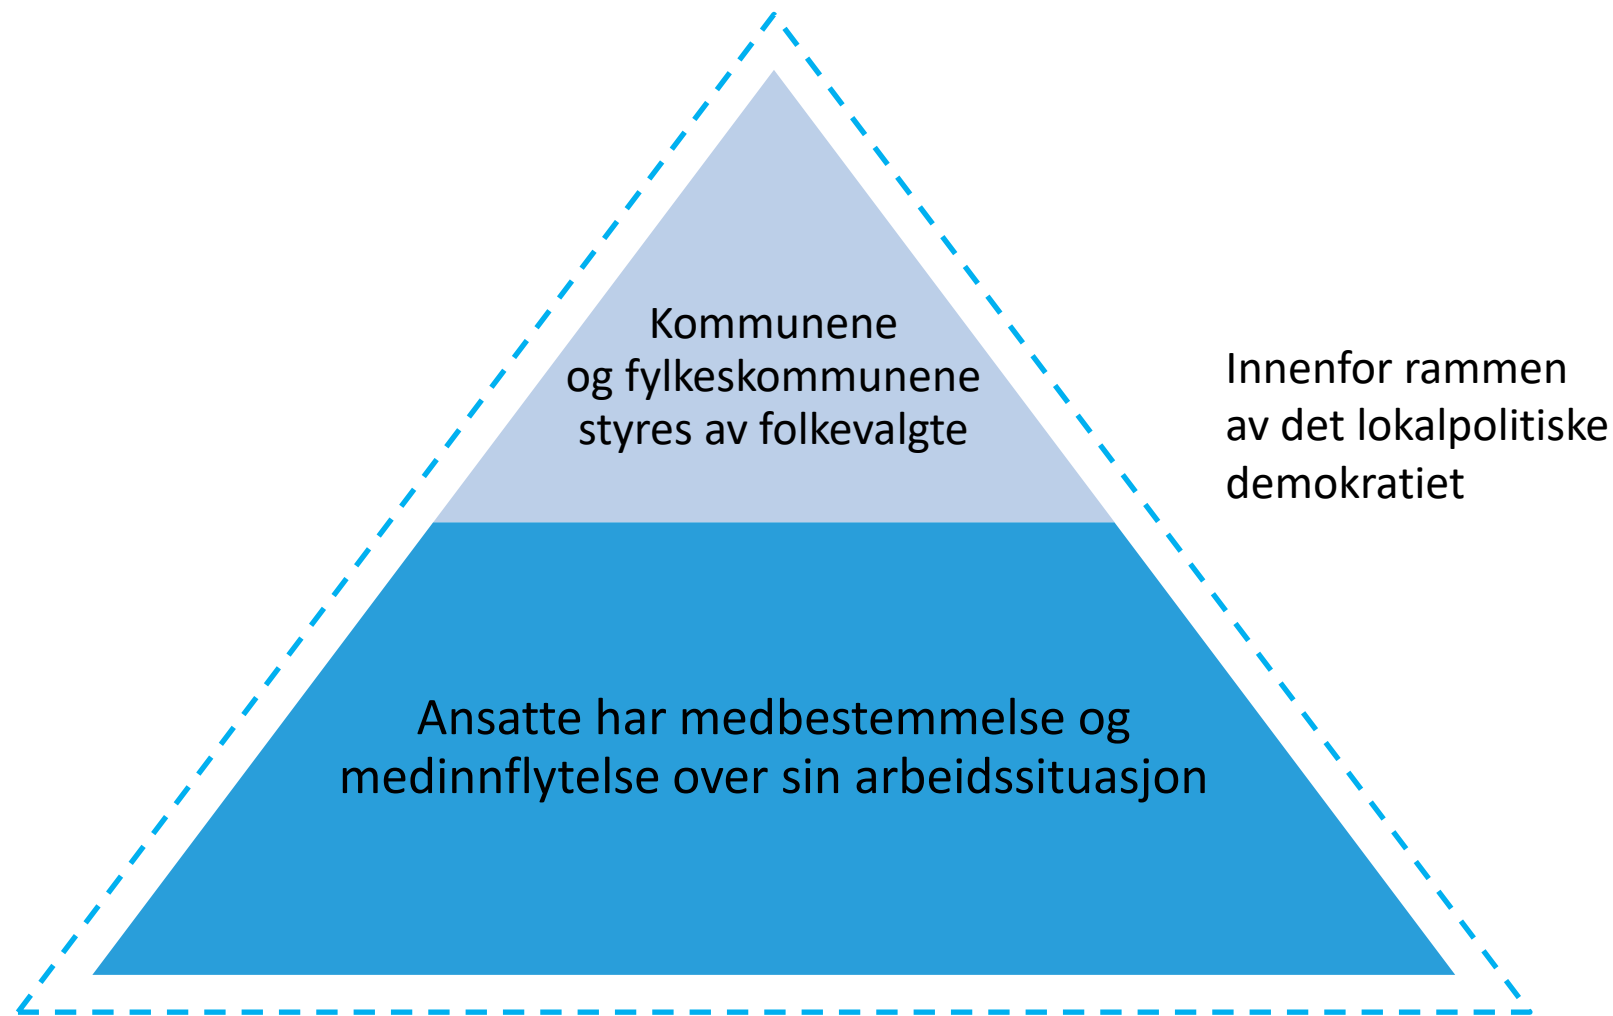 Kommunene
og fylkeskommunene
styres av folkevalgte
Innenfor rammen
av det lokalpolitiske
demokratiet
Ansatte har medbestemmelse og
medinnflytelse over sin arbeidssituasjon